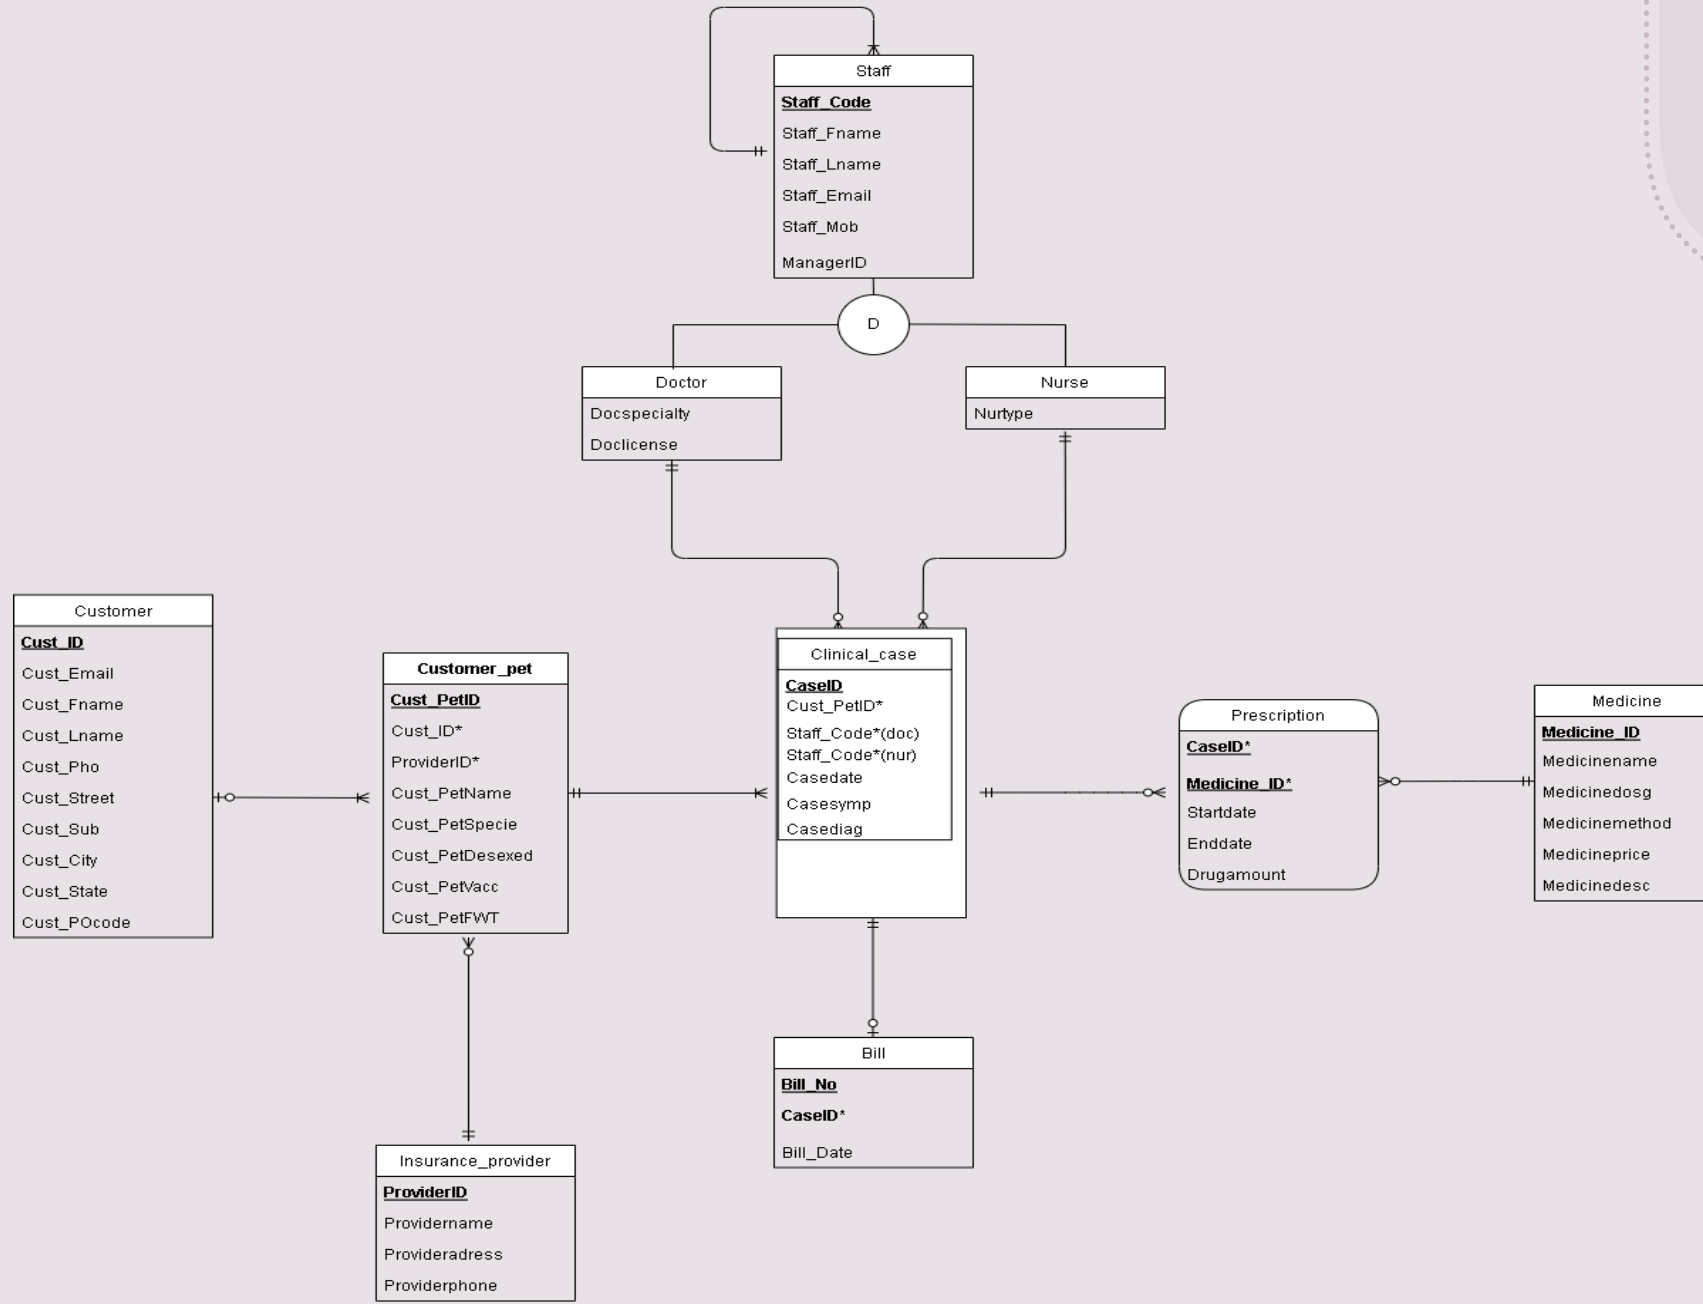 Staff
Staff_Code
Staff_Fname
Staff_Lname
Staff_Email
Staff_Mob
ManagerID
D
Doctor
Docspecialty
Doclicense
Nurse
Nurtype
Customer
Cust_ID
Cust_Email
Cust_Fname
Cust_Lname
Cust_Pho
Cust_Street
Cust_Sub
Cust_City
Cust_State
Cust_POcode
Customer_pet
Cust_PetID
Cust_ID*
ProviderID*
Cust_PetName
Cust_PetSpecie
Cust_PetDesexed
Cust_PetVacc
Cust_PetFWT
Clinical_case
CaseID
Cust_PetID*
Staff_Code*(doc)
Staff_Code*(nur)
Casedate
Casesymp
Casediag
Prescription
CaseID*
Medicine_ID*
Startdate
Enddate
Drugamount
Medicine
Medicine_ID
Medicinename
Medicinedosg
Medicinemethod
Medicineprice
Medicinedesc
Bill
Bill_No
CaseID*
Bill_Date
Insurance_provider
ProviderID
Providername
Provideradress
Providerphone